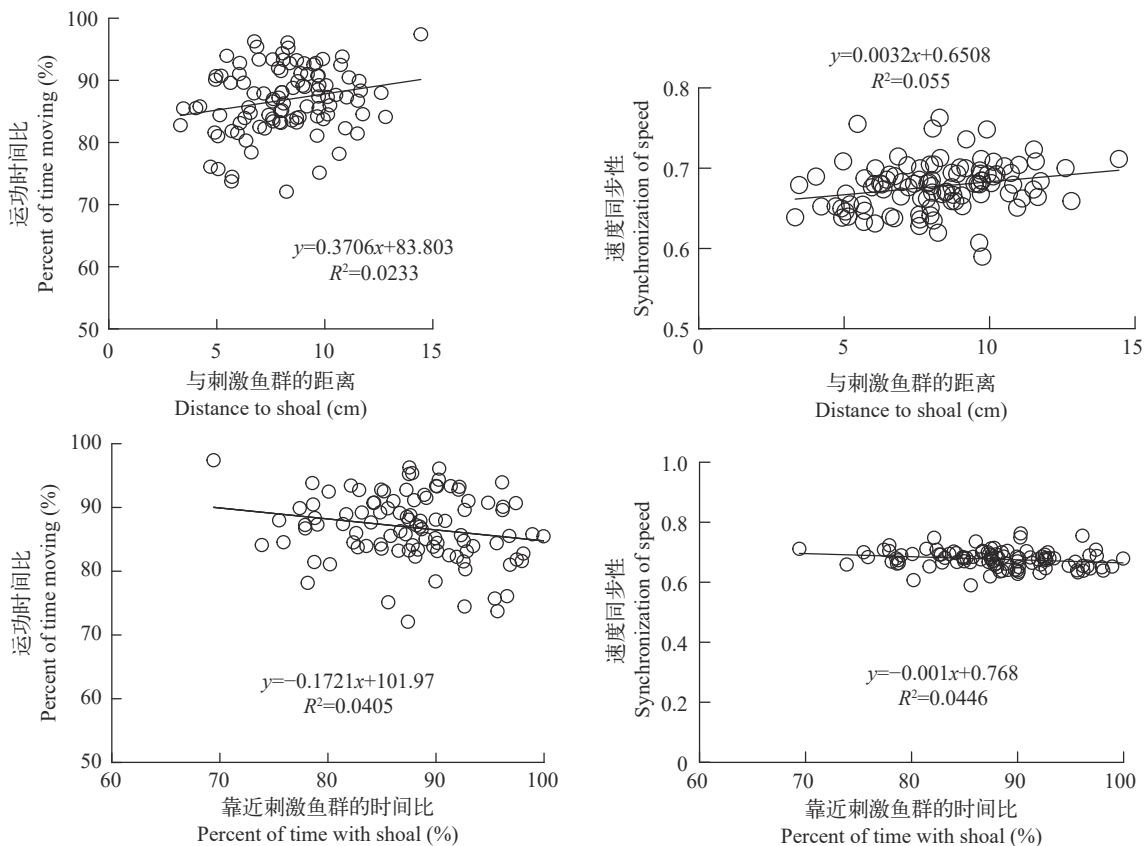 100
90
80
70
60
50
运功时间比
Percent of time moving (%)
y=0.3706x+83.803
R²=0.0233
0
5
10
15
与刺激鱼群的距离
Distance to shoal (cm)
0.8
0.7
0.6
0.5
速度同步性
Synchronization of speed
y=0.0032x+0.6508
R²=0.055
0
5
10
15
与刺激鱼群的距离
Distance to shoal (cm)
100
90
80
70
60
50
运功时间比
Percent of time moving (%)
y=−0.1721x+101.97
R²=0.0405
60
70
80
90
100
靠近刺激鱼群的时间比
Percent of time with shoal (%)
1.0
0.8
0.6
0.4
0.2
0
速度同步性
Synchronization of speed
y=−0.001x+0.768
R²=0.0446
60
70
80
90
100
靠近刺激鱼群的时间比
Percent of time with shoal (%)